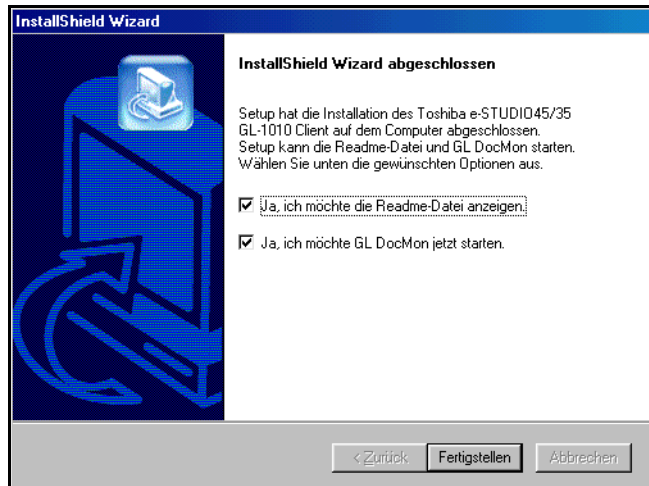 InstallShield Wizard
InstallShield Wizard abgeschlossen
Setup hat die Installation des Toshiba e-STUDIO45/35
GL-1010 Client auf dem Computer abgeschlossen.
Setup kann die Readme-Datei und GL DocMon starten.
Wählen Sie unten die gewünschten Optionen aus.
Ja, ich möchte die Readme-Datei anzeigen.
Ja, ich möchte GL DocMon jetzt starten.
< Zurück Fertigstellen Abbrechen